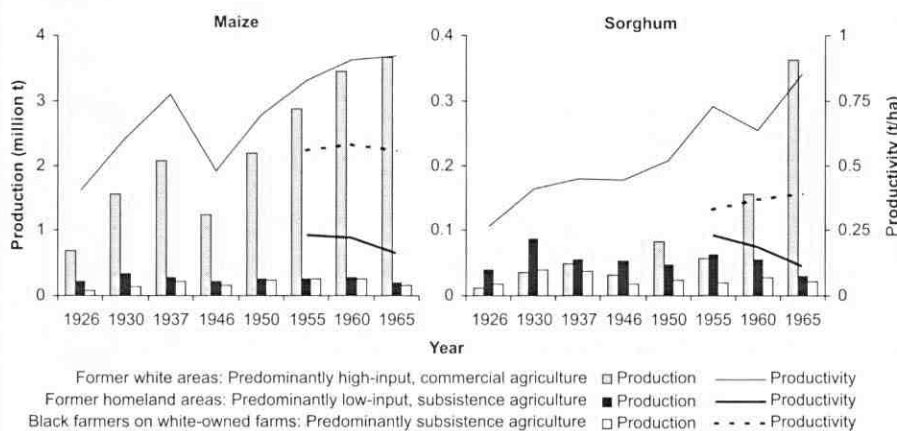 Maize
Sorghum
Production (million t)
4
3
2
1
0
0.4
0.3
0.2
0.1
0
1
0.75
0.5
0.25
0
Productivity (t/ha)
1926 1930 1937 1946 1950 1955 1960 1965
1926 1930 1937 1946 1950 1955 1960 1965
Year
Former white areas: Predominantly high-input, commercial agriculture Production Productivity
Former homeland areas: Predominantly low-input, subsistence agriculture Production Productivity
Black farmers on white-owned farms: Predominantly subsistence agriculture Production Productivity